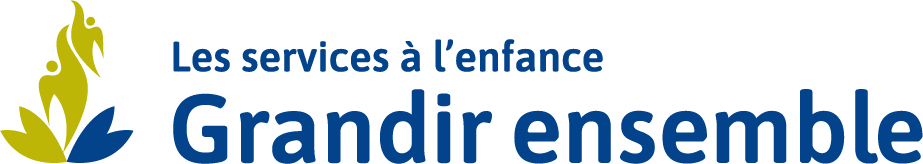 Les services à l’enfance
Grandir ensemble